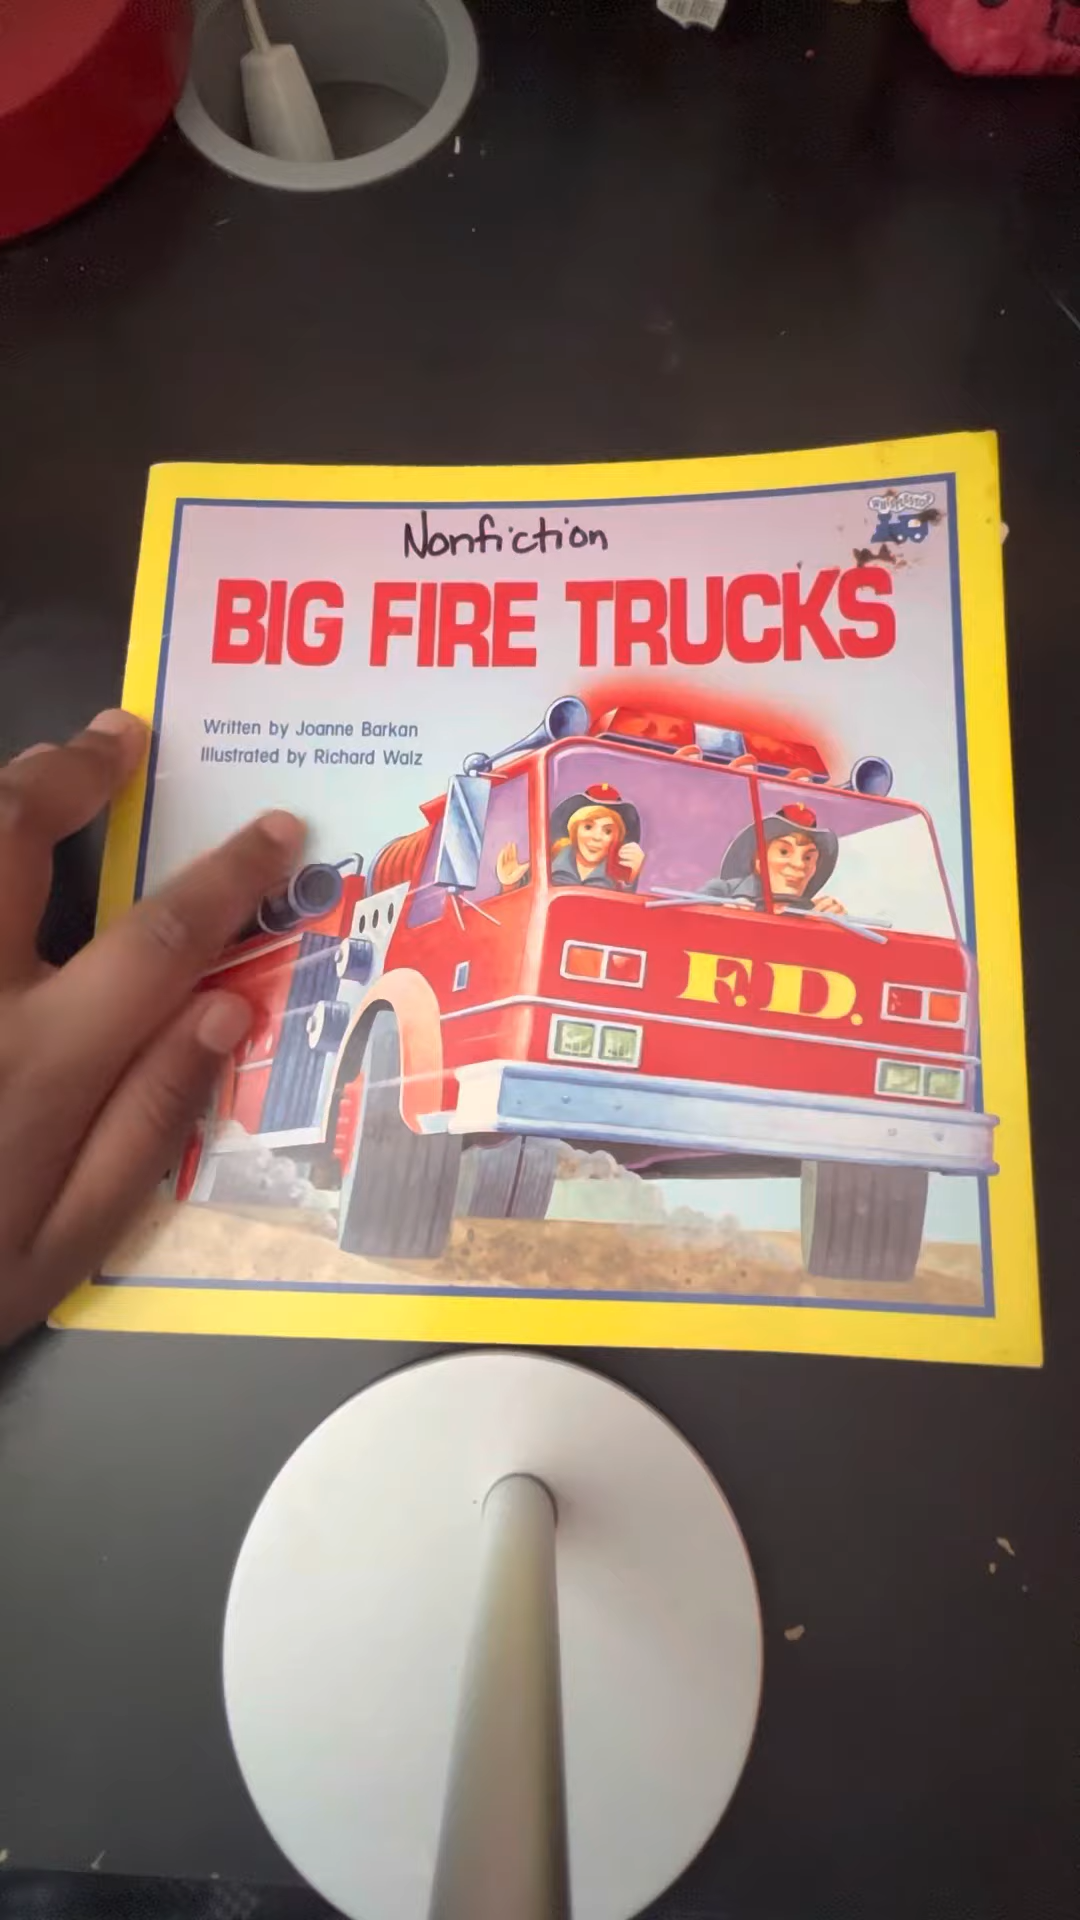 Nonfiction
BIG FIRE TRUCKS
Written by Joanne Barkan
Illustrated by Richard Walz
F.D.